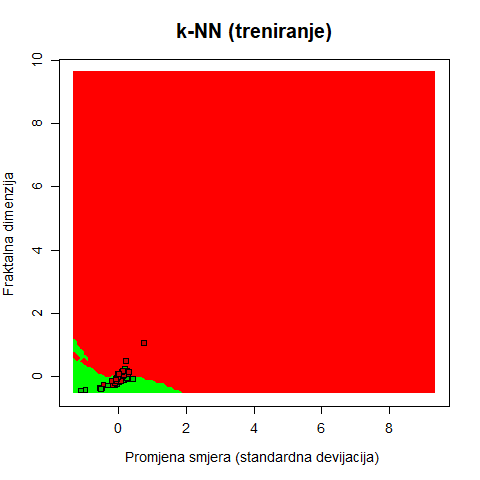 k-NN (treniranje)
Fraktalna dimenzija
10
8
6
4
2
0
0 2 4 6 8
Promjena smjera (standardna devijacija)